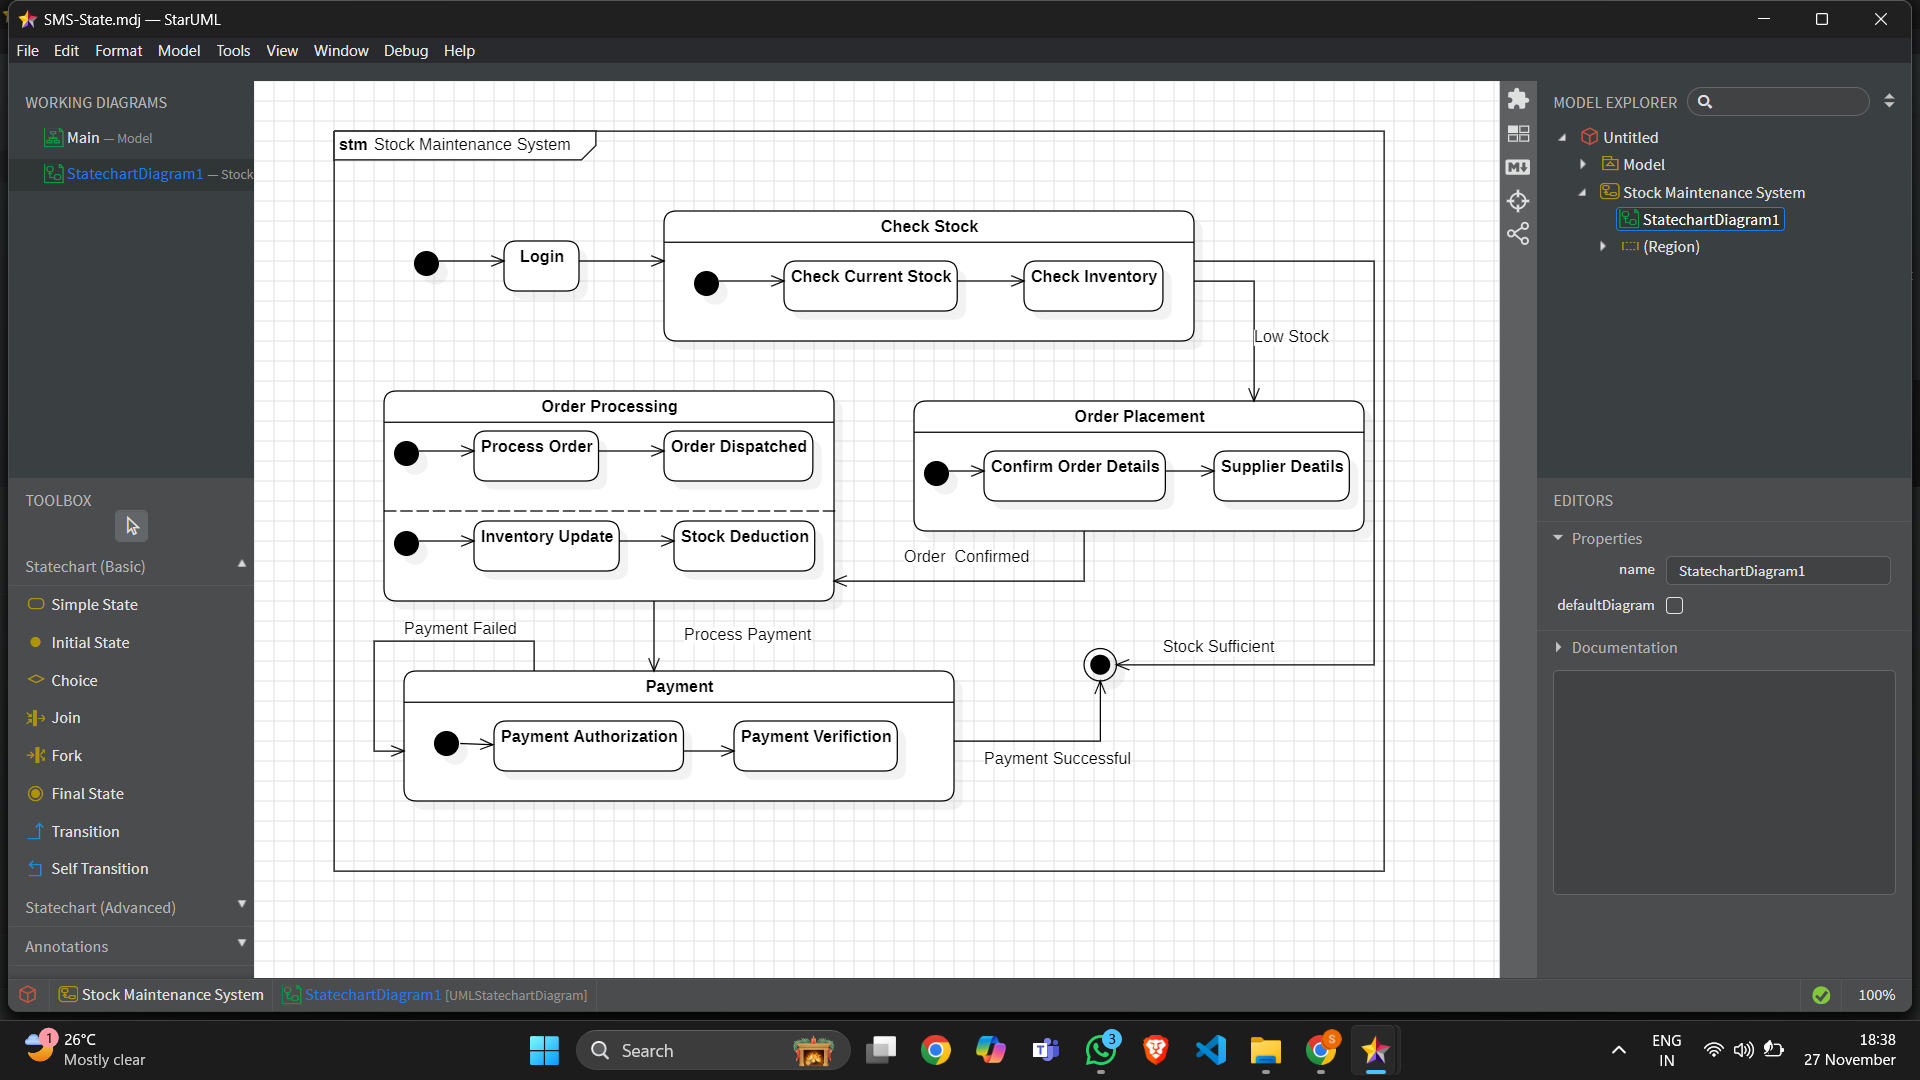 SMS-State.mdj — StarUML
File Edit Format Model Tools View Window Debug Help
WORKING DIAGRAMS
Main — Model
StatechartDiagram1 — Stock
TOOLBOX
Statechart (Basic)
Simple State
Initial State
Choice
Join
Fork
Final State
Transition
Self Transition
Statechart (Advanced)
Annotations
stm Stock Maintenance System
Check Stock
Login
Check Current Stock
Check Inventory
Low Stock
Order Processing
Process Order
Order Dispatched
Inventory Update
Stock Deduction
Order Placement
Confirm Order Details
Supplier Deatils
Order Confirmed
Payment Failed
Process Payment
Stock Sufficient
Payment
Payment Authorization
Payment Verifiction
Payment Successful
MODEL EXPLORER
Untitled
Model
Stock Maintenance System
StatechartDiagram1
(Region)
EDITORS
Properties
name StatechartDiagram1
defaultDiagram
Documentation
Stock Maintenance System StatechartDiagram1 [UMLStatechartDiagram] 100%
1
26°C
Mostly clear
Search
3
S
ENG
IN
18:38
27 November